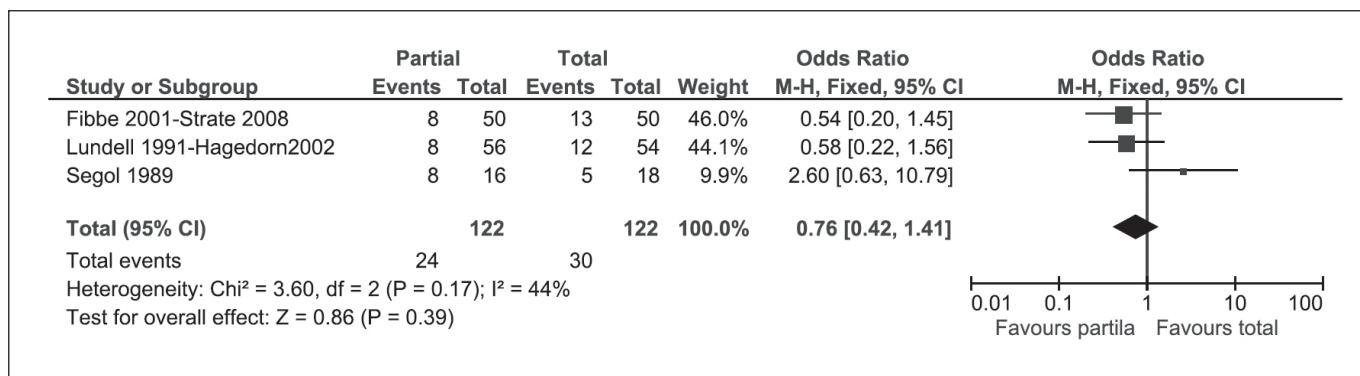 Partial Total Odds Ratio Odds Ratio
Study or Subgroup Events Total Events Total Weight M-H, Fixed, 95% CI M-H, Fixed, 95% CI
Fibbe 2001-Strate 2008 8 50 13 50 46.0% 0.54 [0.20, 1.45]
Lundell 1991-Hagedorn2002 8 56 12 54 44.1% 0.58 [0.22, 1.56]
Segol 1989 8 16 5 18 9.9% 2.60 [0.63, 10.79]
Total (95% CI) 122 122 100.0% 0.76 [0.42, 1.41]
Total events 24 30
Heterogeneity: Chi² = 3.60, df = 2 (P = 0.17); I² = 44%
Test for overall effect: Z = 0.86 (P = 0.39)
0.01 0.1 1 10 100
Favours partila Favours total